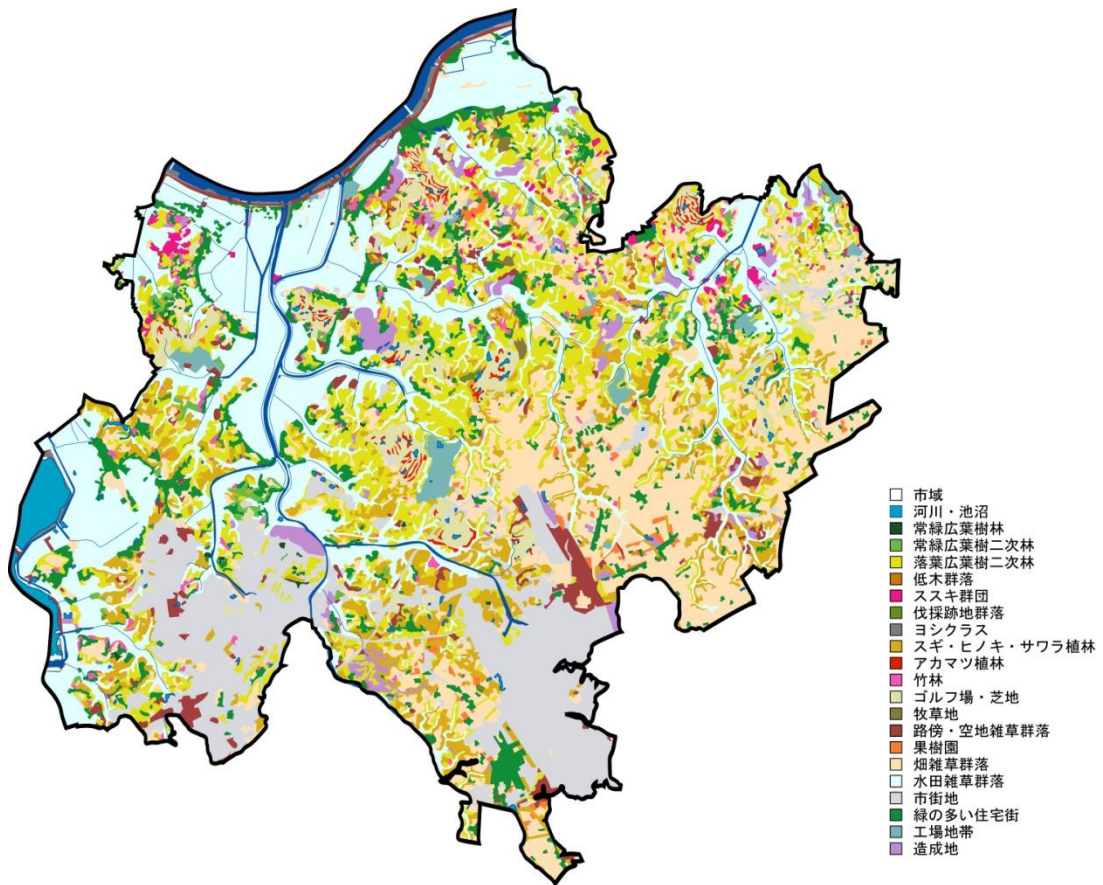 市域
河川・池沼
常緑広葉樹林
常緑広葉樹二次林
落葉広葉樹二次林
低木群落
ススキ群団
伐採跡地群落
ヨシクラス
スギ・ヒノキ・サワラ植林
アカマツ植林
竹林
ゴルフ場・芝地
牧草地
路傍・空地雑草群落
果樹園
畑雑草群落
水田雑草群落
市街地
緑の多い住宅街
工場地帯
造成地